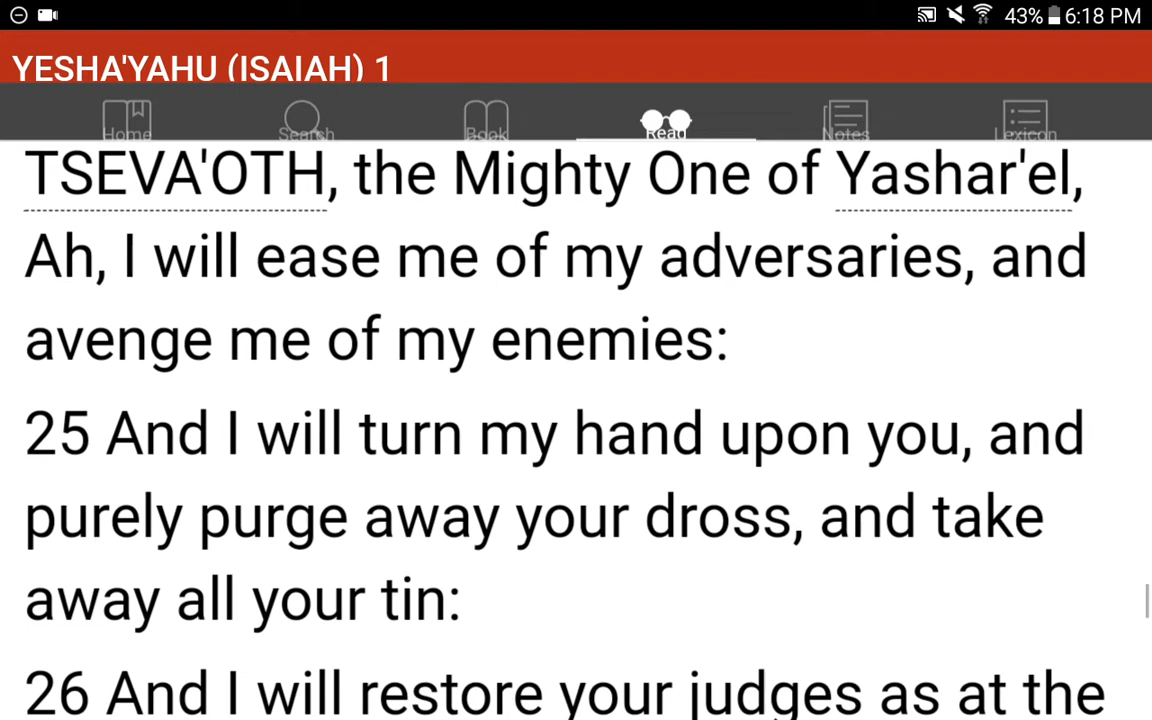 43% 6:18 PM
YESHA'YAHU (ISAIAH) 1
Home Search Book Read Notes Lexicon
TSEVA'OTH, the Mighty One of Yashar'el,
Ah, I will ease me of my adversaries, and
avenge me of my enemies:
25 And I will turn my hand upon you, and
purely purge away your dross, and take
away all your tin:
26 And I will restore your judges as at the